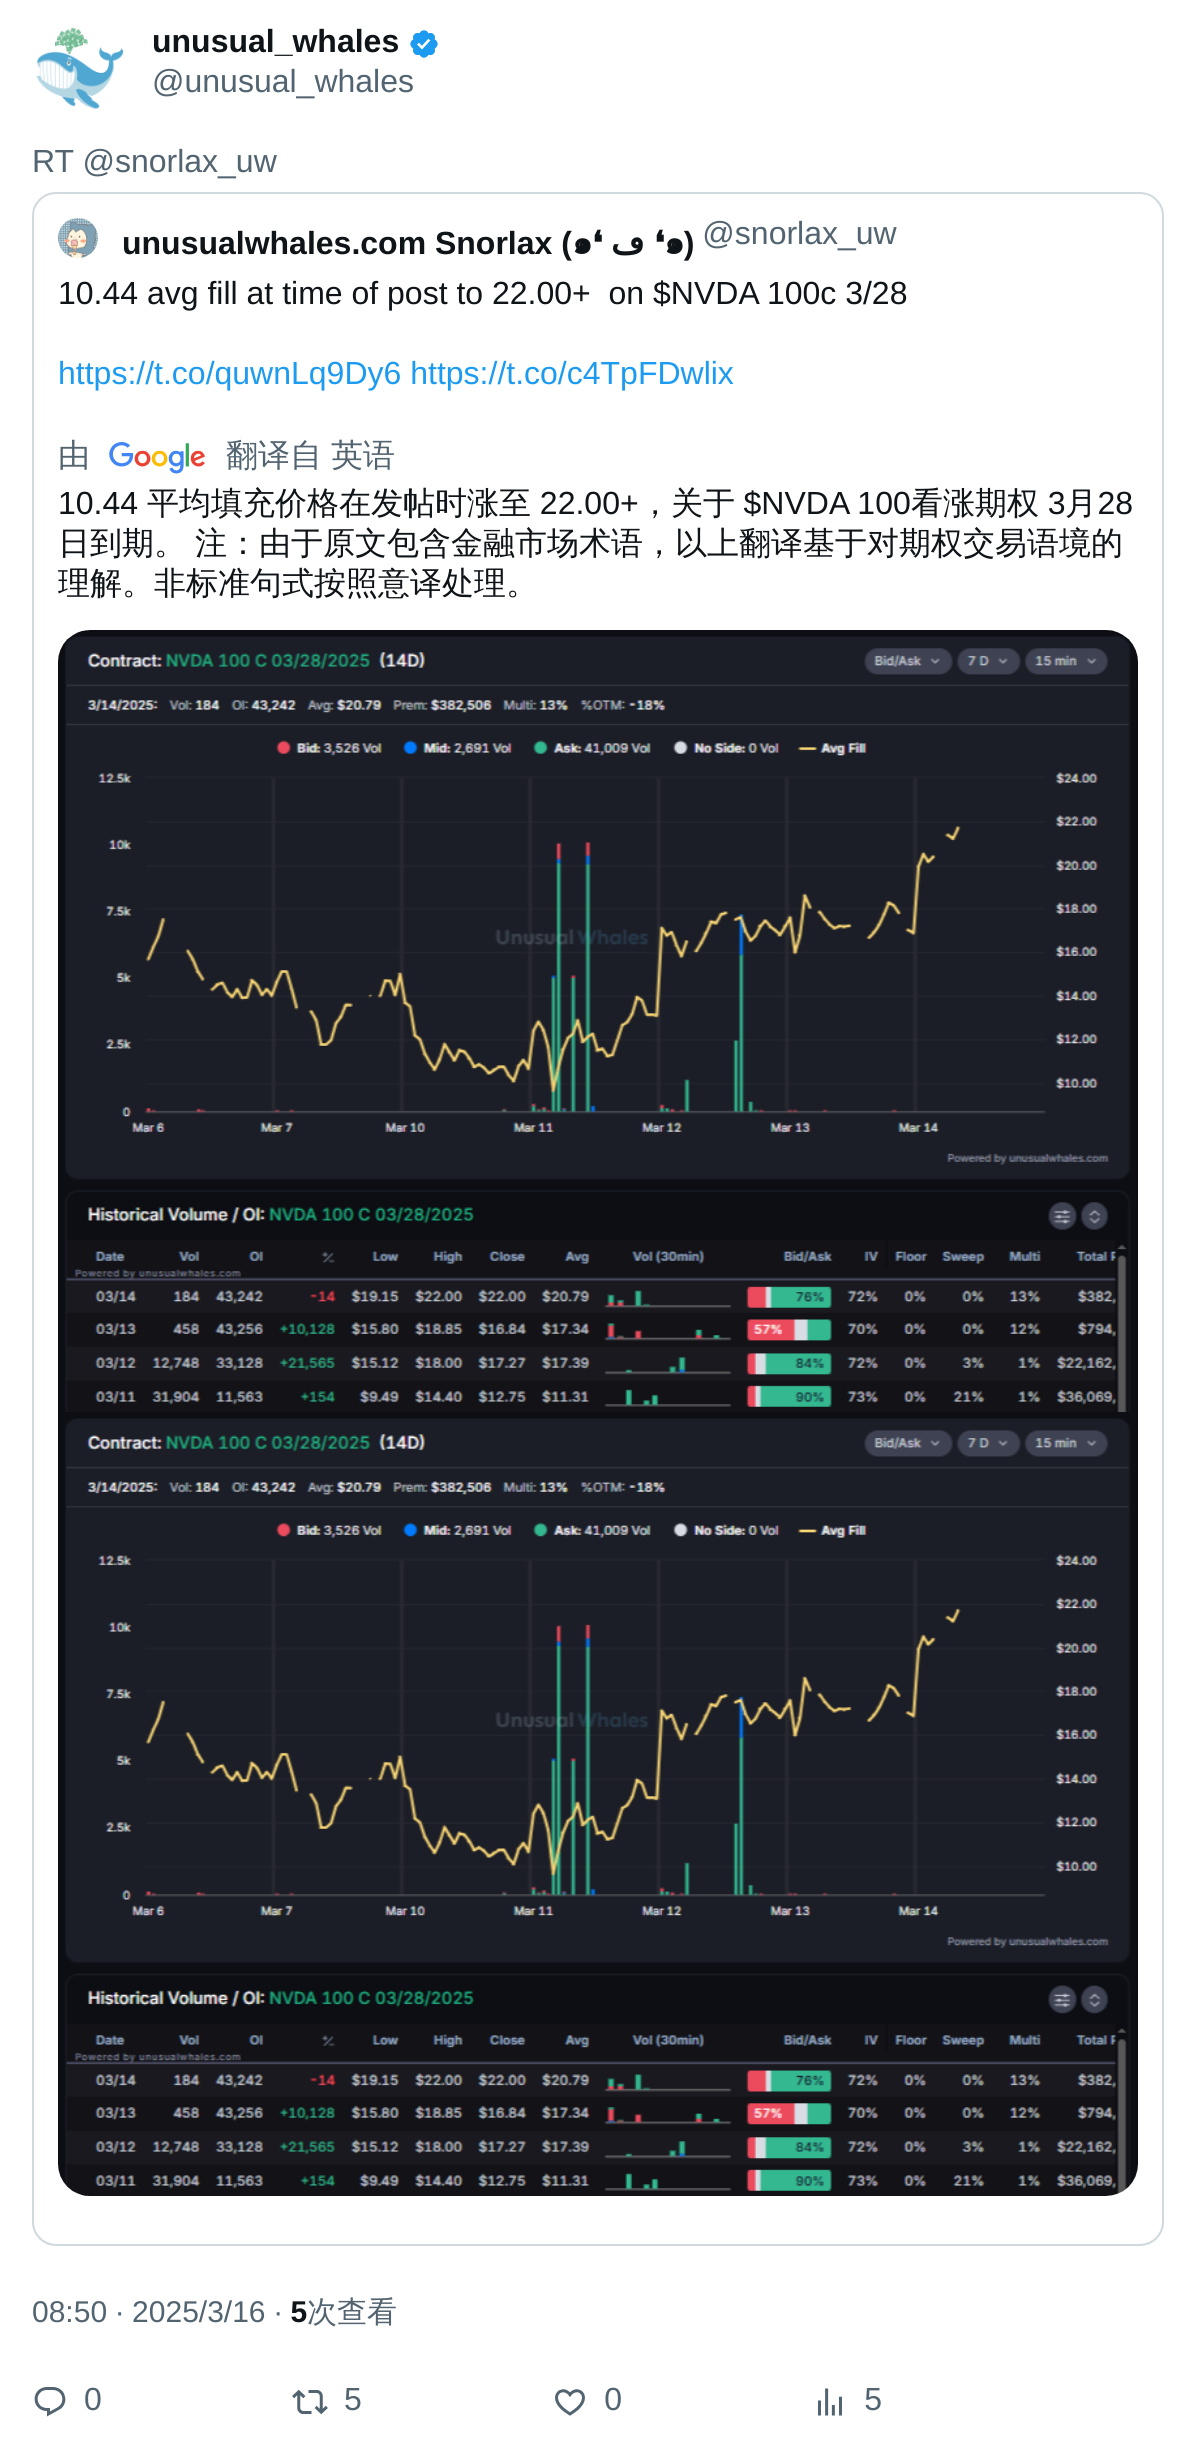 unusual_whales
@unusual_whales
RT @snorlax_uw
unusualwhales.com Snorlax (๑❛ ڡ ❛๑) @snorlax_uw
10.44 avg fill at time of post to 22.00+  on $NVDA 100c 3/28
https://t.co/quwnLq9Dy6 https://t.co/c4TpFDwlix
由 Google 翻译自 英语
10.44 平均填充价格在发帖时涨至 22.00+，关于 $NVDA 100看涨期权 3月28
日到期。 注：由于原文包含金融市场术语，以上翻译基于对期权交易语境的
理解。非标准句式按照意译处理。
Contract: NVDA 100 C 03/28/2025 (14D) Bid/Ask 7 D 15 min
3/14/2025: Vol: 184 OI: 43,242 Avg: $20.79 Prem: $382,506 Multi: 13% %OTM: -18%
Bid: 3,526 Vol Mid: 2,691 Vol Ask: 41,009 Vol No Side: 0 Vol Avg Fill
12.5k $24.00
$22.00
10k
$20.00
7.5k $18.00
Unusual Whales
$16.00
5k
$14.00
2.5k $12.00
$10.00
0
Mar 6 Mar 7 Mar 10 Mar 11 Mar 12 Mar 13 Mar 14
Powered by unusualwhales.com
Historical Volume / OI: NVDA 100 C 03/28/2025
Date Vol OI % Low High Close Avg Vol (30min) Bid/Ask IV Floor Sweep Multi Total P
Powered by unusualwhales.com
03/14 184 43,242 -14 $19.15 $22.00 $22.00 $20.79 76% 72% 0% 0% 13% $382,
03/13 458 43,256 +10,128 $15.80 $18.85 $16.84 $17.34 57% 70% 0% 0% 12% $794,
03/12 12,748 33,128 +21,565 $15.12 $18.00 $17.27 $17.39 84% 72% 0% 3% 1% $22,162,
03/11 31,904 11,563 +154 $9.49 $14.40 $12.75 $11.31 90% 73% 0% 21% 1% $36,069,
Contract: NVDA 100 C 03/28/2025 (14D) Bid/Ask 7 D 15 min
3/14/2025: Vol: 184 OI: 43,242 Avg: $20.79 Prem: $382,506 Multi: 13% %OTM: -18%
Bid: 3,526 Vol Mid: 2,691 Vol Ask: 41,009 Vol No Side: 0 Vol Avg Fill
12.5k $24.00
$22.00
10k
$20.00
7.5k $18.00
Unusual Whales
$16.00
5k
$14.00
2.5k $12.00
$10.00
0
Mar 6 Mar 7 Mar 10 Mar 11 Mar 12 Mar 13 Mar 14
Powered by unusualwhales.com
Historical Volume / OI: NVDA 100 C 03/28/2025
Date Vol OI % Low High Close Avg Vol (30min) Bid/Ask IV Floor Sweep Multi Total P
Powered by unusualwhales.com
03/14 184 43,242 -14 $19.15 $22.00 $22.00 $20.79 76% 72% 0% 0% 13% $382,
03/13 458 43,256 +10,128 $15.80 $18.85 $16.84 $17.34 57% 70% 0% 0% 12% $794,
03/12 12,748 33,128 +21,565 $15.12 $18.00 $17.27 $17.39 84% 72% 0% 3% 1% $22,162,
03/11 31,904 11,563 +154 $9.49 $14.40 $12.75 $11.31 90% 73% 0% 21% 1% $36,069,
08:50 · 2025/3/16 · 5次查看
0 5 0 5